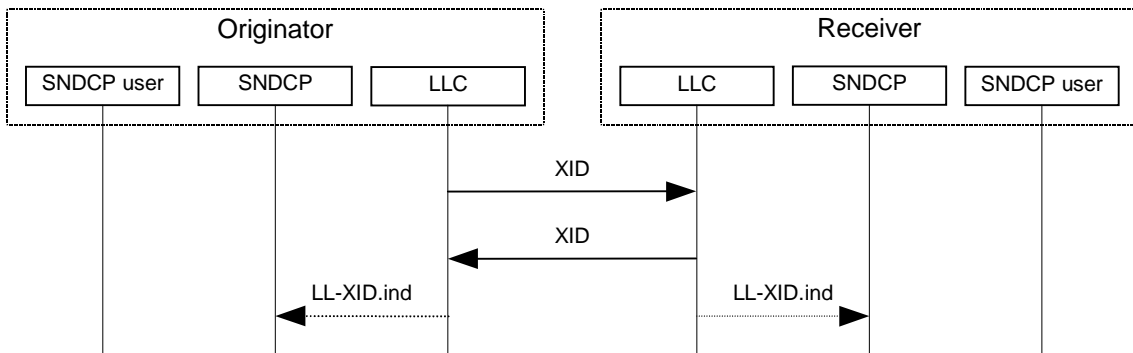 Originator
Receiver
SNDCP user
SNDCP
LLC
LLC
SNDCP
SNDCP user
XID
XID
LL-XID.ind
LL-XID.ind